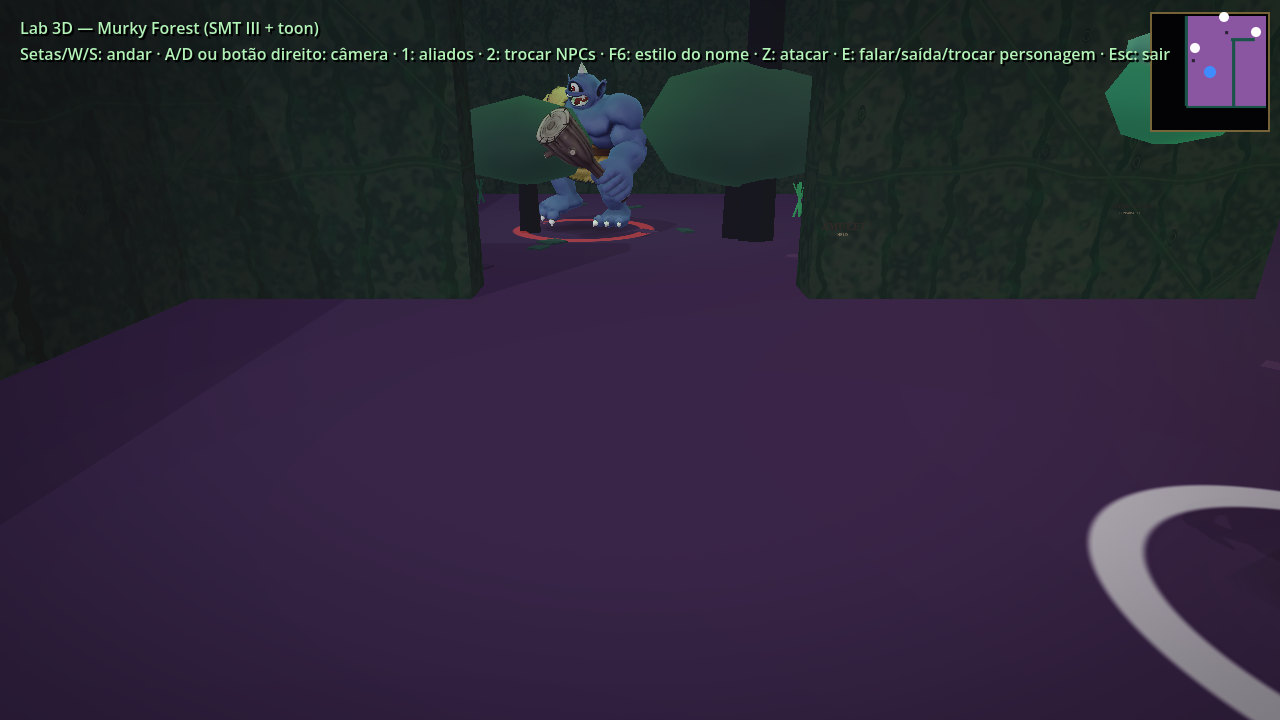 Lab 3D — Murky Forest (SMT III + toon)
Setas/W/S: andar · A/D ou botão direito: câmera · 1: aliados · 2: trocar NPCs · F6: estilo do nome · Z: atacar · E: falar/saída/trocar personagem · Esc: sair